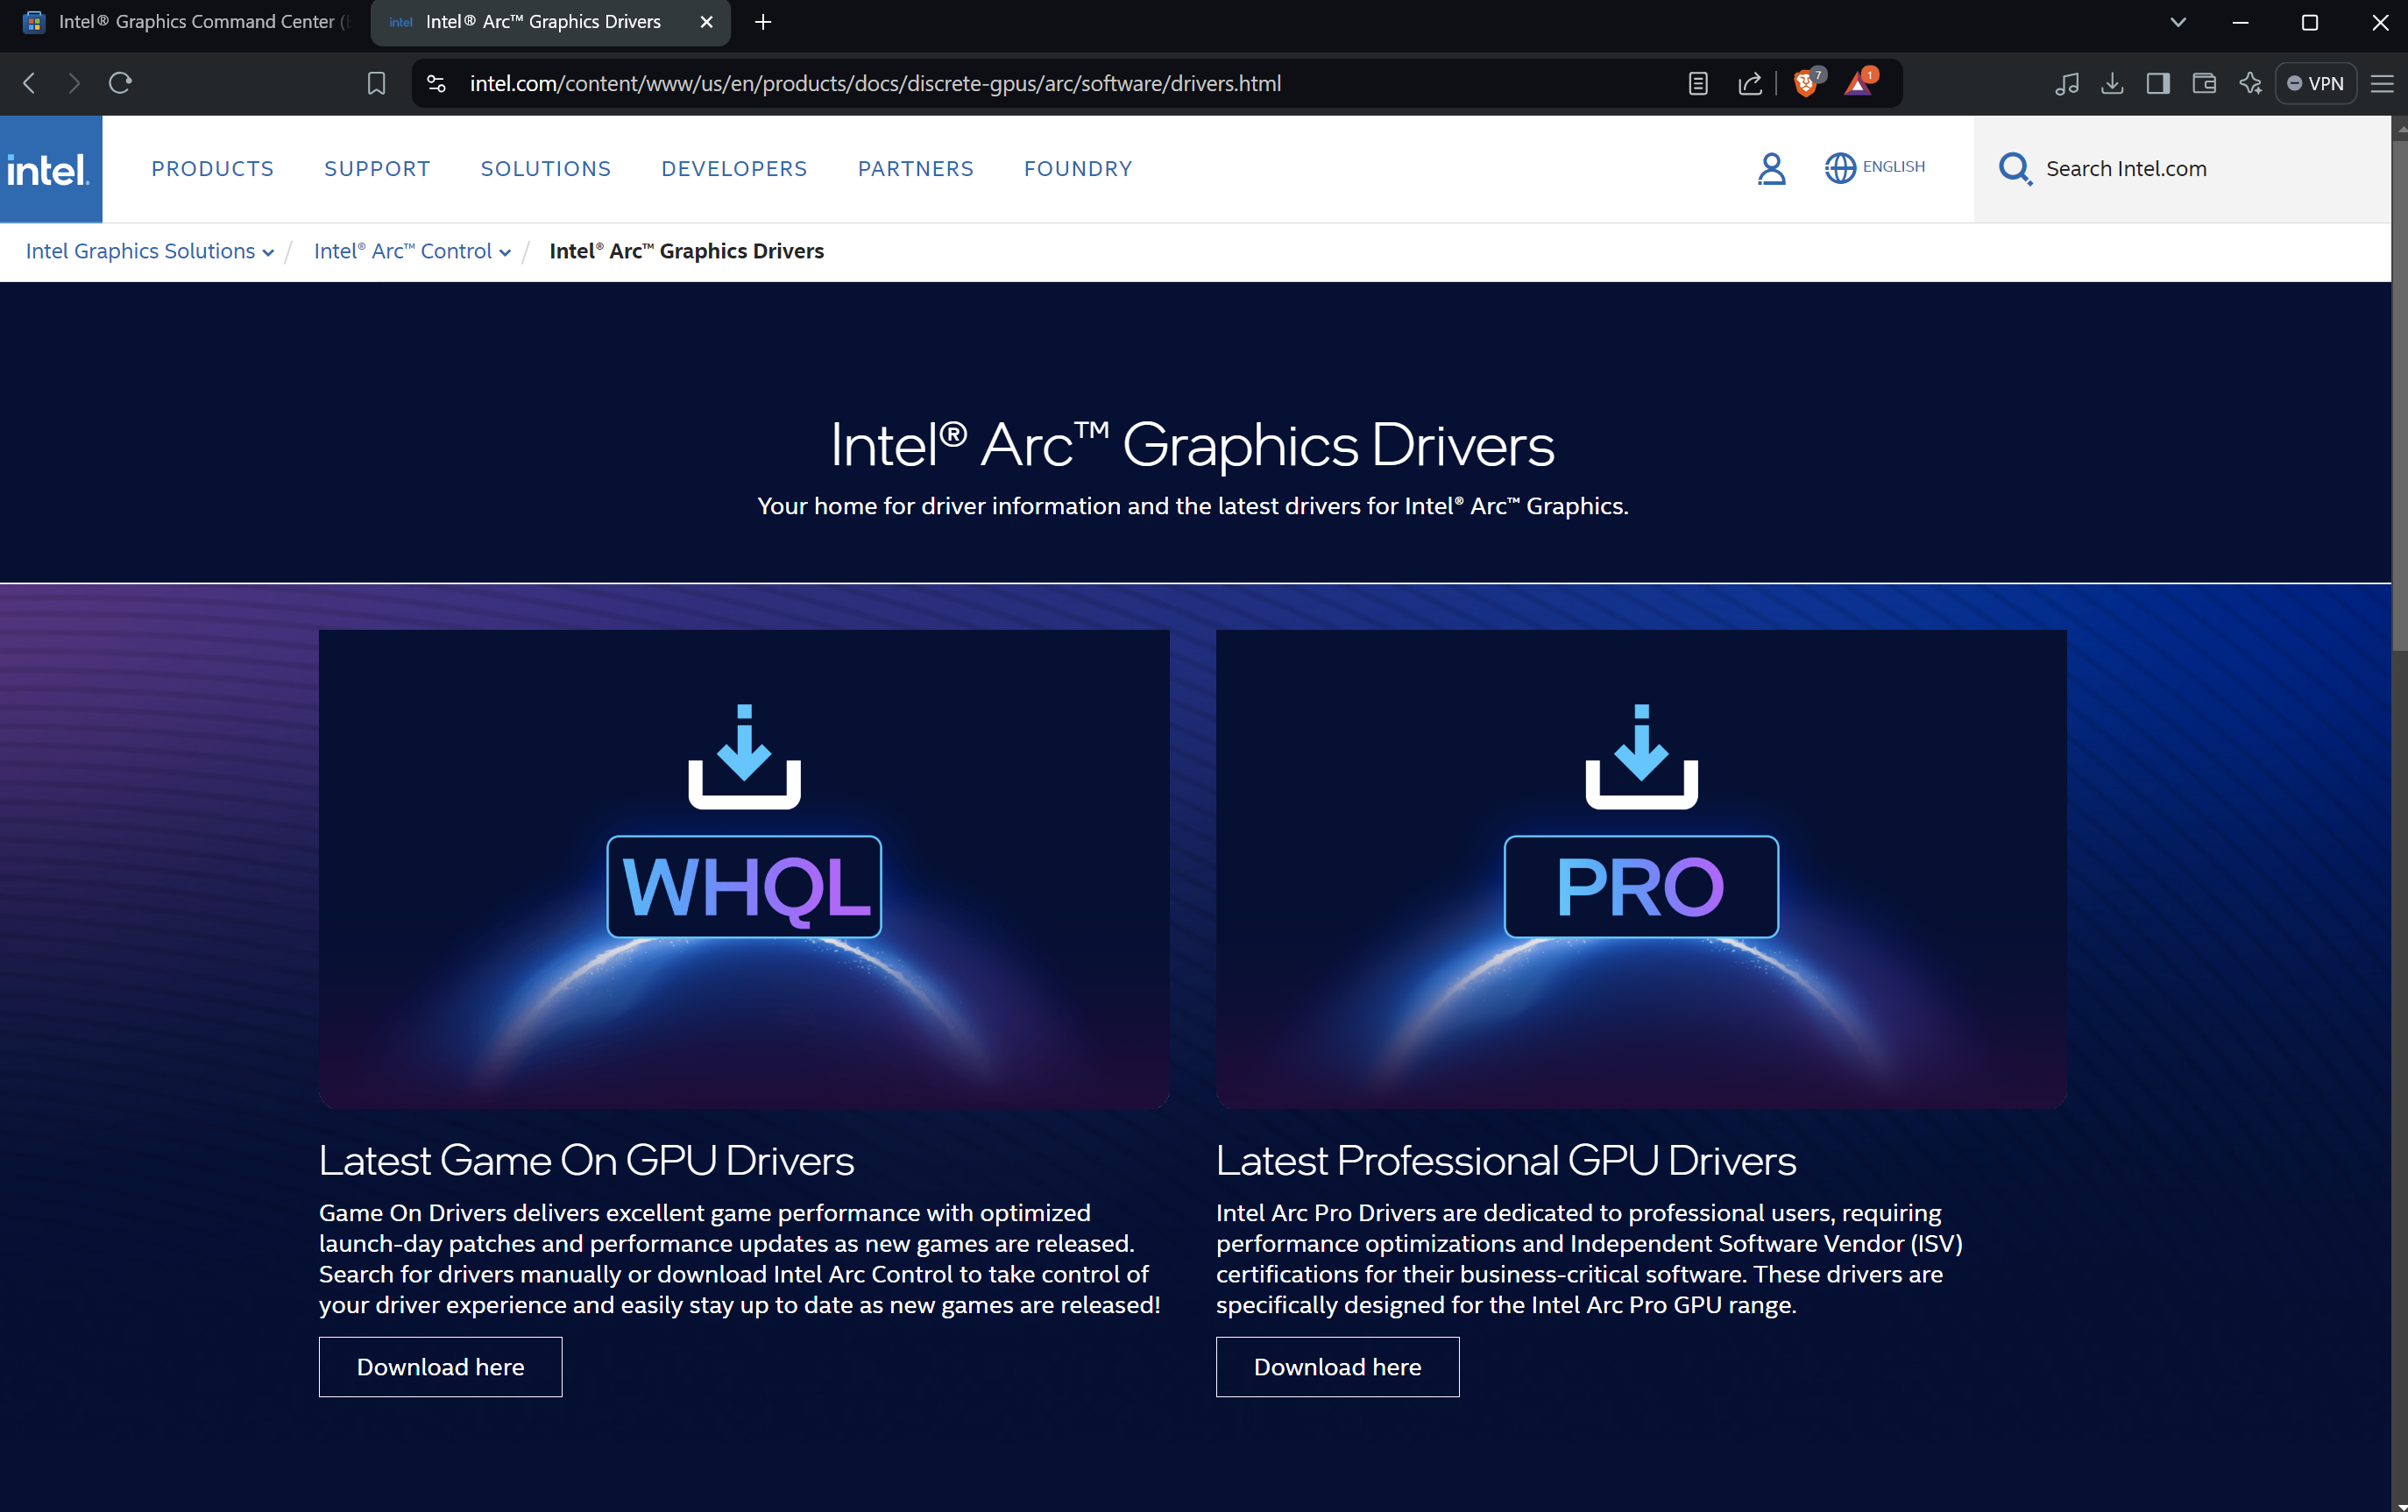 Intel® Graphics Command Center (
intel Intel® Arc™ Graphics Drivers
intel.com/content/www/us/en/products/docs/discrete-gpus/arc/software/drivers.html
7
1
VPN
intel.
PRODUCTS SUPPORT SOLUTIONS DEVELOPERS PARTNERS FOUNDRY
ENGLISH
Search Intel.com
Intel Graphics Solutions / Intel® Arc™ Control / Intel® Arc™ Graphics Drivers
Intel® Arc™ Graphics Drivers
Your home for driver information and the latest drivers for Intel® Arc™ Graphics.
WHQL
Latest Game On GPU Drivers
Game On Drivers delivers excellent game performance with optimized
launch-day patches and performance updates as new games are released.
Search for drivers manually or download Intel Arc Control to take control of
your driver experience and easily stay up to date as new games are released!
Download here
PRO
Latest Professional GPU Drivers
Intel Arc Pro Drivers are dedicated to professional users, requiring
performance optimizations and Independent Software Vendor (ISV)
certifications for their business-critical software. These drivers are
specifically designed for the Intel Arc Pro GPU range.
Download here